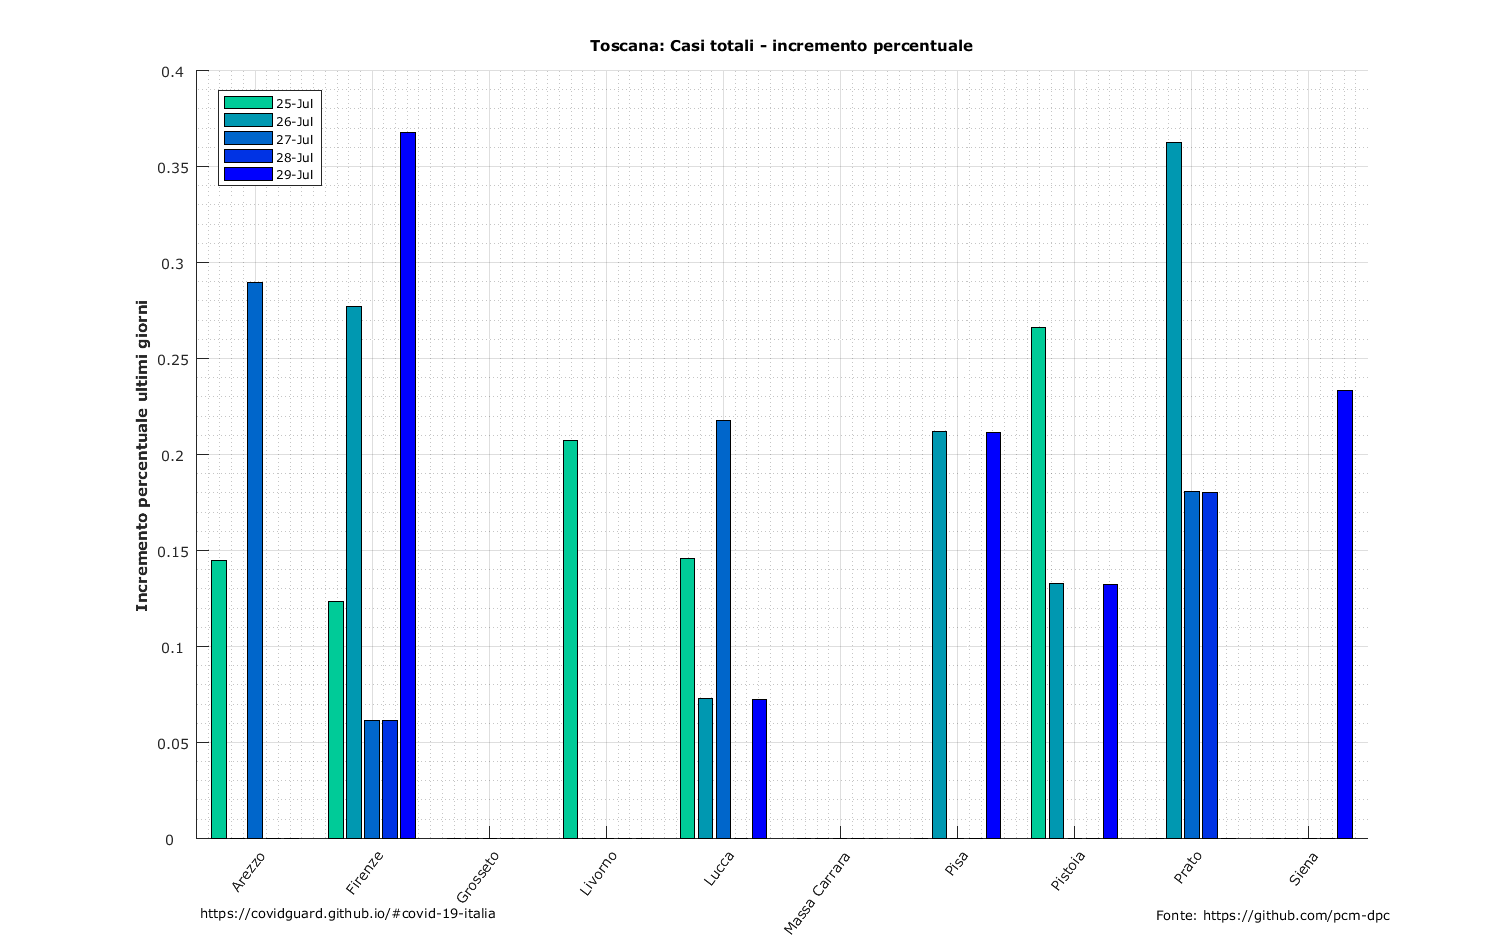 Toscana: Casi totali - incremento percentuale
0.4
0.35
0.3
0.25
0.2
0.15
0.1
0.05
0
Incremento percentuale ultimi giorni
25-Jul
26-Jul
27-Jul
28-Jul
29-Jul
Arezzo
Firenze
Grosseto
Livorno
Lucca
Massa Carrara
Pisa
Pistoia
Prato
Siena
https://covidguard.github.io/#covid-19-italia
Fonte: https://github.com/pcm-dpc